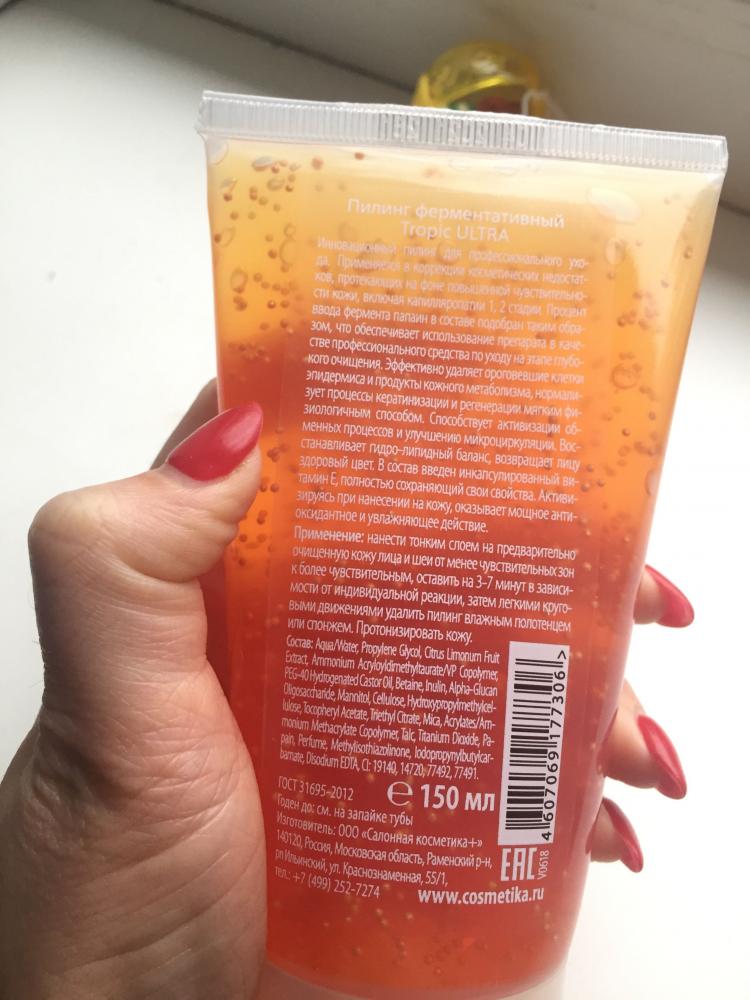 Пилинг ферментативный
Tropic ULTRA
Инновационный пилинг для профессионального ухо-
да. Применяется в коррекции косметических недостат-
ков, протекающих на фоне повышенной чувствительно-
сти кожи, включая капилляропатии 1, 2 стадии. Процент
ввода фермента папаин в составе подобран таким обра-
зом, что обеспечивает использование препарата в каче-
стве профессионального средства по уходу на этапе глубо-
кого очищения. Эффективно удаляет ороговевшие клетки
эпидермиса и продукты кожного метаболизма, нормали-
зует процессы кератинизации и регенерации мягким фи-
зиологичным способом. Способствует активизации об-
менных процессов и улучшению микроциркуляции. Вос-
станавливает гидро-липидный баланс, возвращает лицу
здоровый цвет. В состав введен инкапсулированный ви-
тамин Е, полностью сохраняющий свои свойства. Активи-
зируясь при нанесении на кожу, оказывает мощное анти-
оксидантное и увлажняющее действие.
Применение: нанести тонким слоем на предварительно
очищенную кожу лица и шеи от менее чувствительных зон
к более чувствительным, оставить на 3–7 минут в зависи-
мости от индивидуальной реакции, затем легкими круго-
выми движениями удалить пилинг влажным полотенцем
или спонжем. Протонизировать кожу.
Состав: Aqua/Water, Propylene Glycol, Citrus Limonum Fruit
Extract, Ammonium Acryloyldimethyltaurate/VP Copolymer,
PEG-40 Hydrogenated Castor Oil, Betaine, Inulin, Alpha-Glucan
Oligosaccharide, Mannitol, Cellulose, Hydroxypropylmethylcel-
lulose, Tocopheryl Acetate, Triethyl Citrate, Mica, Acrylates/Am-
monium Methacrylate Copolymer, Talc, Titanium Dioxide, Pa-
pain, Perfume, Methylisothiazolinone, Iodopropynylbutylcar-
bamate, Disodium EDTA, CI: 19140, 14720, 77492, 77491.
ГОСТ 31695-2012
℮ 150 мл
Годен до: см. на запайке тубы
Изготовитель: ООО «Салонная косметика+»
140120, Россия, Московская область, Раменский р-н,
рп Ильинский, ул. Краснознаменная, 55/1,
тел.: +7 (499) 252-7274
www.cosmetika.ru
EAC
V0618
4 607069 177306 >